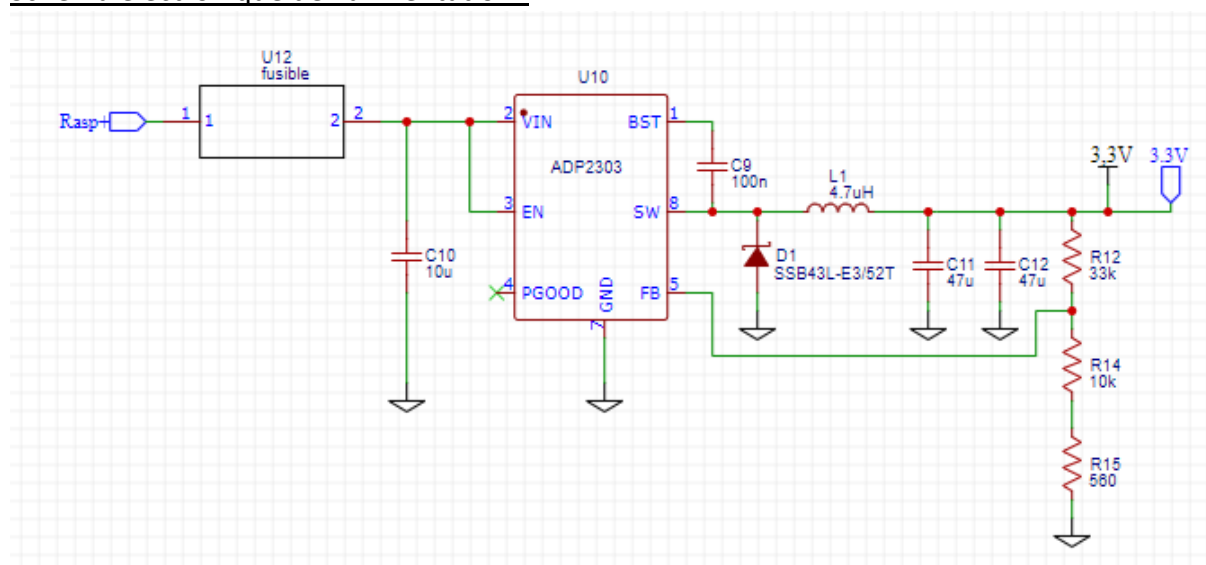 U12
fusible
Rasp+
1
1
2
2
U10
2
VIN
BST
1
ADP2303
C9
100n
3.3V
3.3V
L1
4.7uH
3
EN
SW
8
C10
10u
D1
SSB43L-E3/52T
C11
47u
C12
47u
R12
33k
4
PGOOD
GND
7
FB
5
R14
10k
R15
560